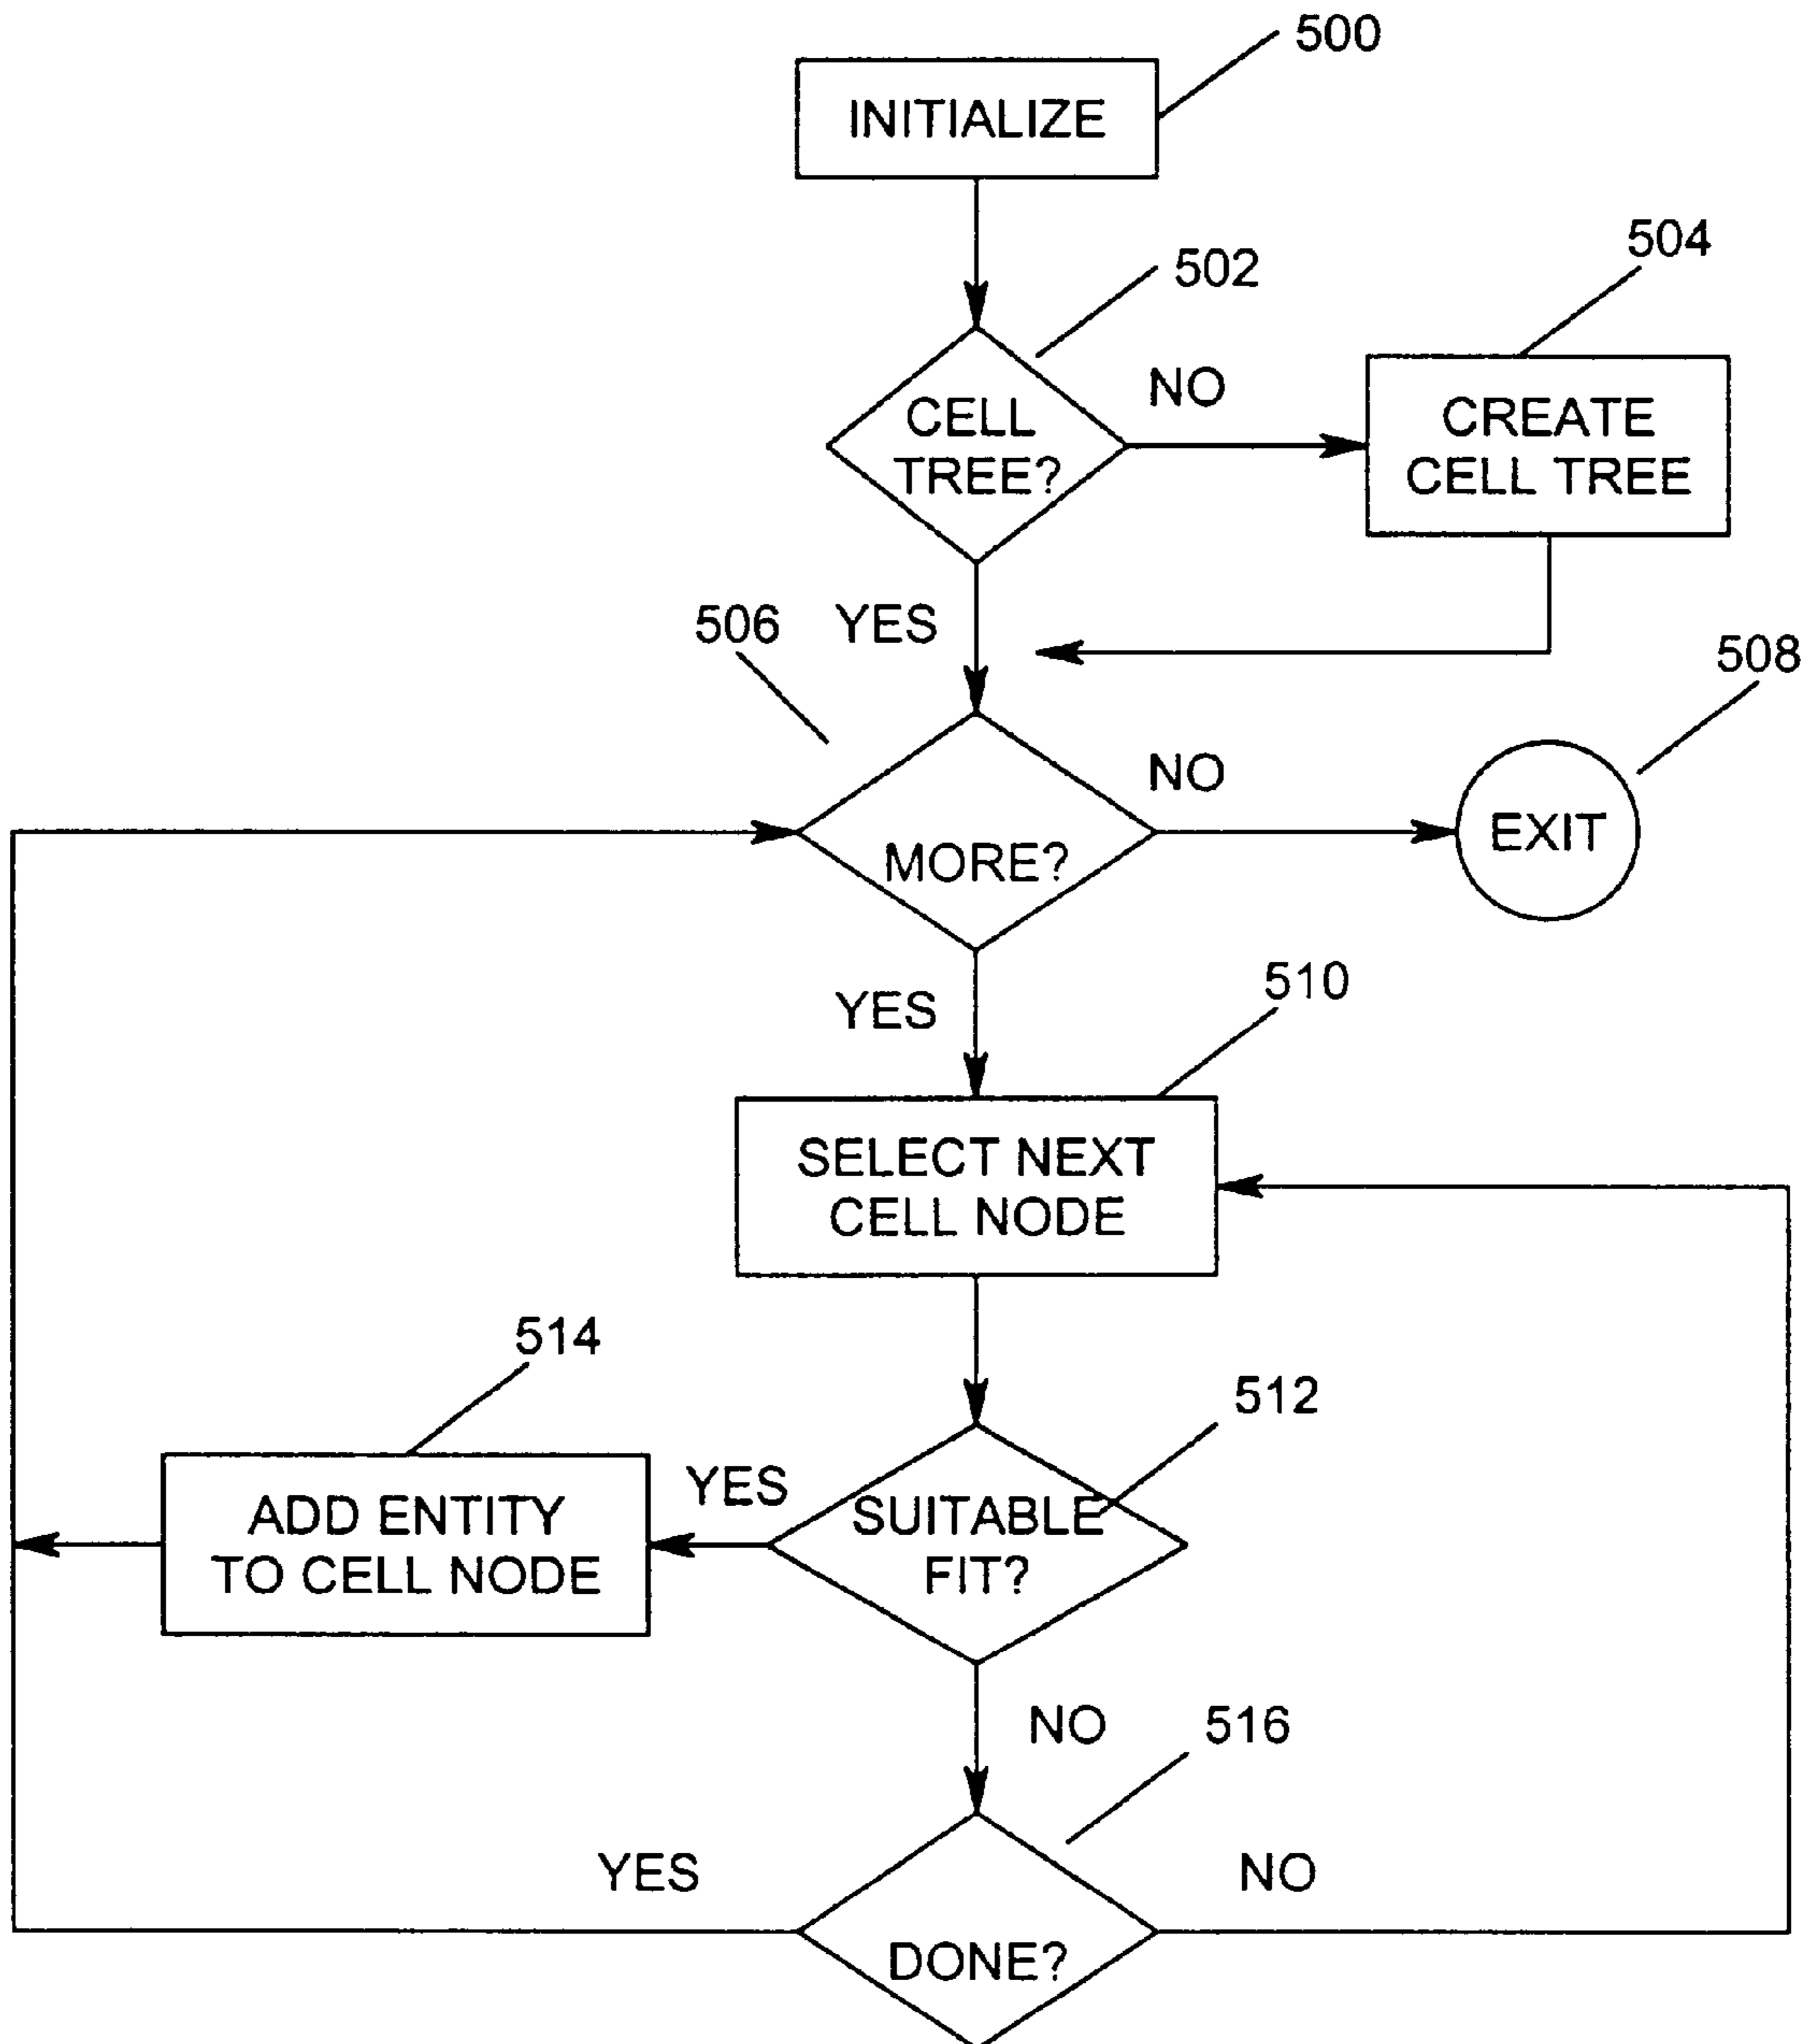 500
INITIALIZE
502
504
NO
CELL
TREE?
CREATE
CELL TREE
506
YES
508
NO
EXIT
MORE?
YES
510
SELECT NEXT
CELL NODE
514
512
YES
ADD ENTITY
TO CELL NODE
SUITABLE
FIT?
NO
516
YES
NO
DONE?